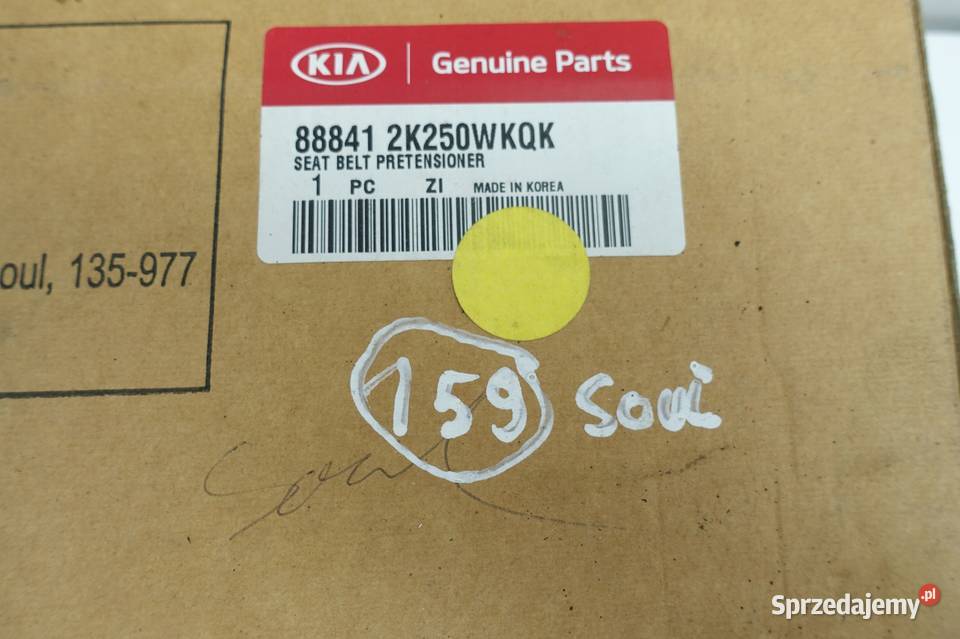 KIA Genuine Parts
88841 2K250WKQK
SEAT BELT PRETENSIONER
1 PC ZI MADE IN KOREA
oul, 135-977
159 Soul
Sprzedajemy.pl